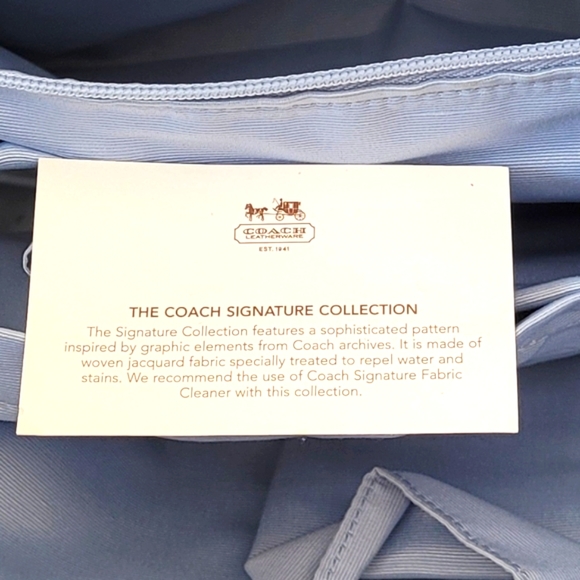 COACH
LEATHERWARE
EST. 1941
THE COACH SIGNATURE COLLECTION
The Signature Collection features a sophisticated pattern
inspired by graphic elements from Coach archives. It is made of
woven jacquard fabric specially treated to repel water and
stains. We recommend the use of Coach Signature Fabric
Cleaner with this collection.